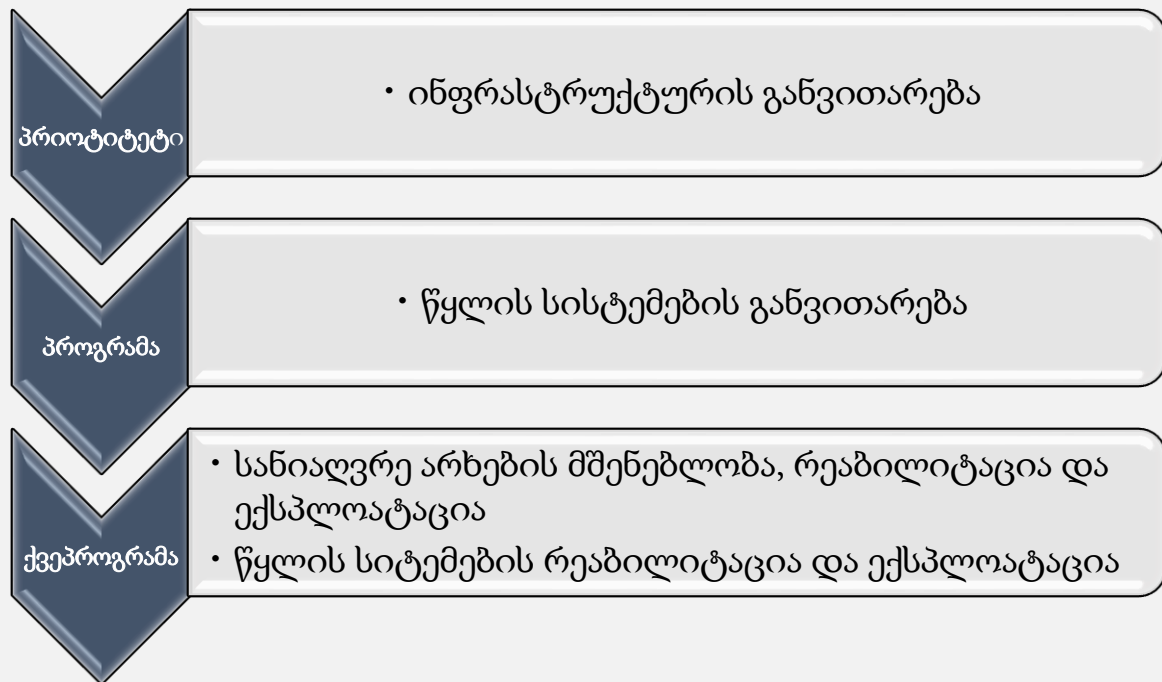 პრიოტიტეტი
• ინფრასტრუქტურის განვითარება
პროგრამა
• წყლის სისტემების განვითარება
ქვეპროგრამა
• სანიაღვრე არხების მშენებლობა, რეაბილიტაცია და
ექსპლოატაცია
• წყლის სიტემების რეაბილიტაცია და ექსპლოატაცია